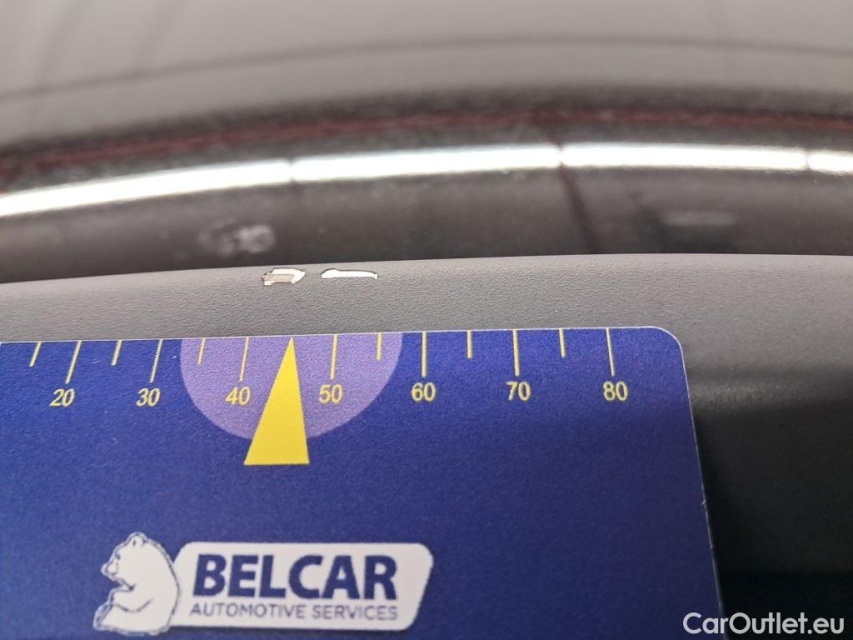 20 30 40 50 60 70 80
BELCAR
AUTOMOTIVE SERVICES
CarOutlet.eu